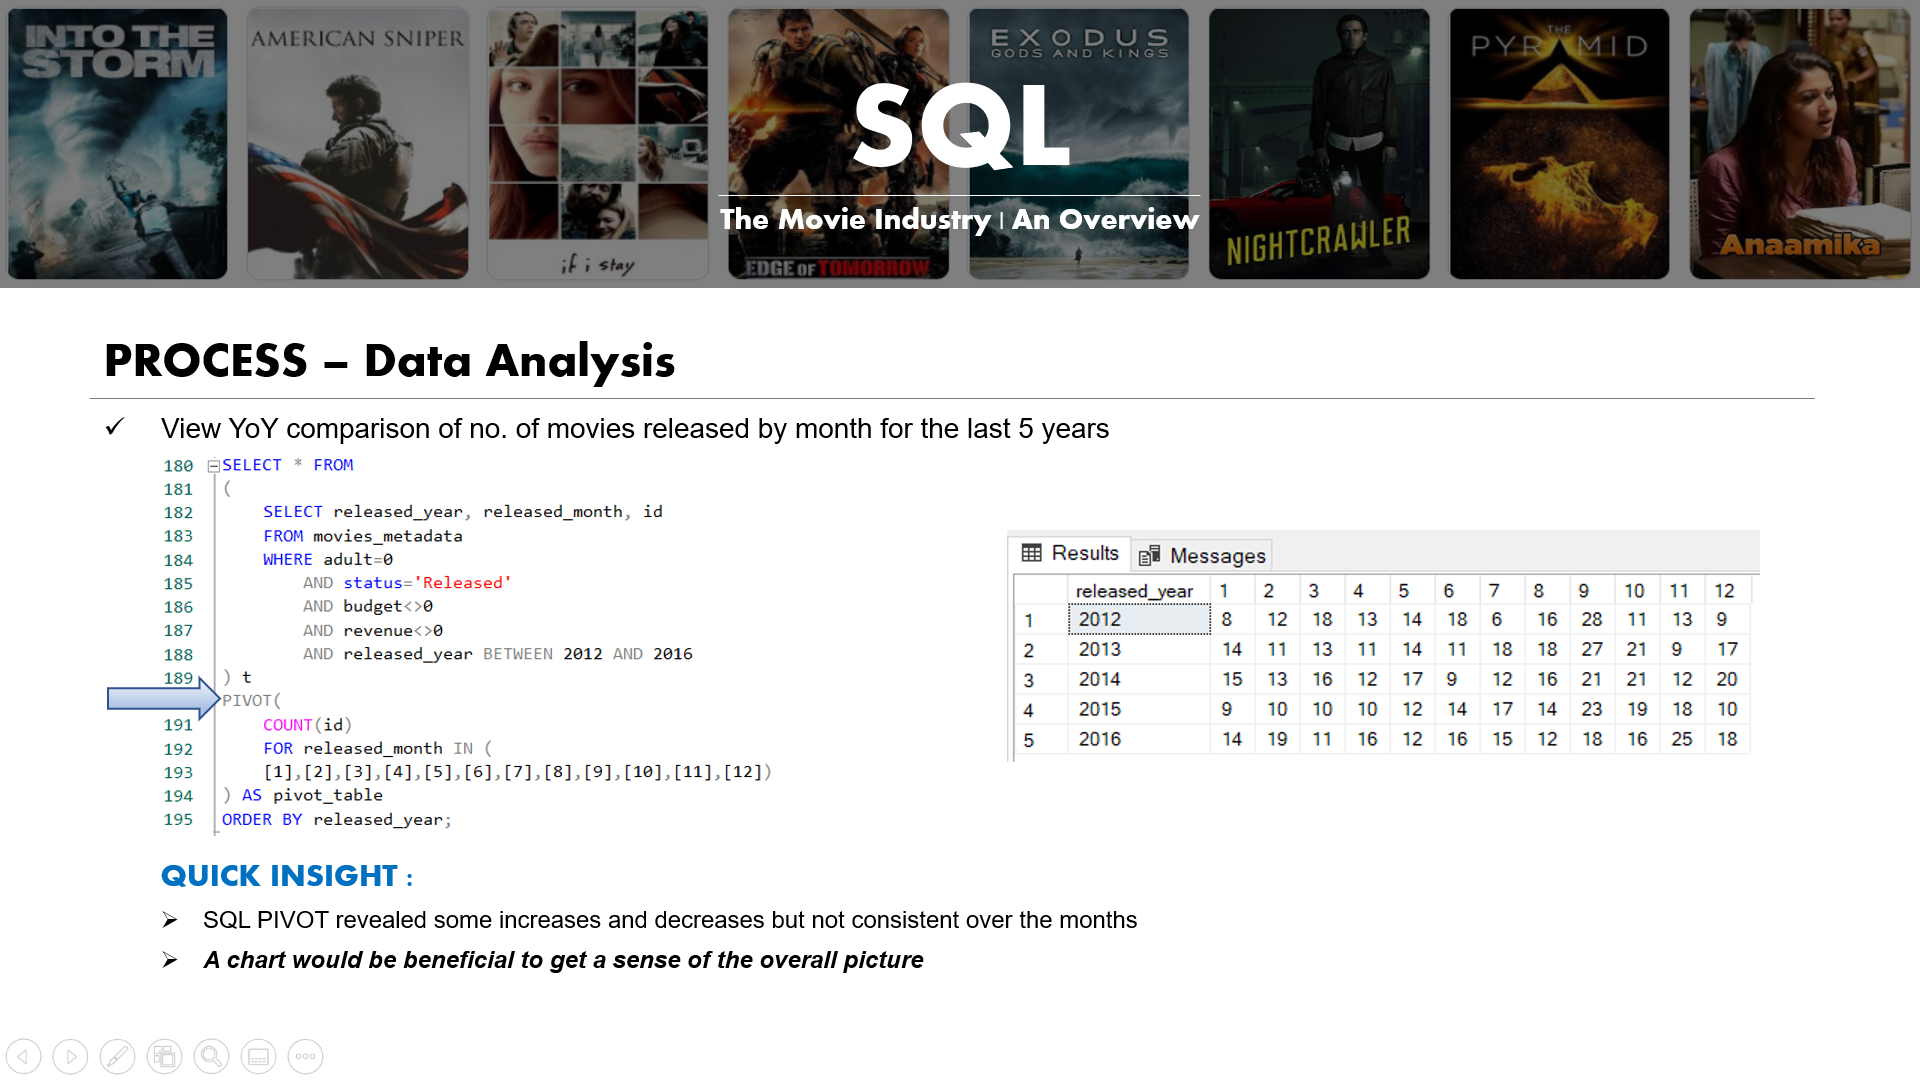 INTO THE
STORM
AMERICAN SNIPER
if i stay
EDGE OF TOMORROW
EXODUS
GODS AND KINGS
NIGHTCRAWLER
THE
PYRAMID
Anaamika
SQL
The Movie Industry | An Overview
PROCESS – Data Analysis
✓ View YoY comparison of no. of movies released by month for the last 5 years
180 SELECT * FROM
181 (
182 SELECT released_year, released_month, id
183 FROM movies_metadata
184 WHERE adult=0
185 AND status='Released'
186 AND budget<>0
187 AND revenue<>0
188 AND released_year BETWEEN 2012 AND 2016
189 ) t
PIVOT(
191 COUNT(id)
192 FOR released_month IN (
193 [1],[2],[3],[4],[5],[6],[7],[8],[9],[10],[11],[12])
194 ) AS pivot_table
195 ORDER BY released_year;
Results Messages
released_year 1 2 3 4 5 6 7 8 9 10 11 12
1 2012 8 12 18 13 14 18 6 16 28 11 13 9
2 2013 14 11 13 11 14 11 18 18 27 21 9 17
3 2014 15 13 16 12 17 9 12 16 21 21 12 20
4 2015 9 10 10 10 12 14 17 14 23 19 18 10
5 2016 14 19 11 16 12 16 15 12 18 16 25 18
QUICK INSIGHT :
➢ SQL PIVOT revealed some increases and decreases but not consistent over the months
➢ A chart would be beneficial to get a sense of the overall picture